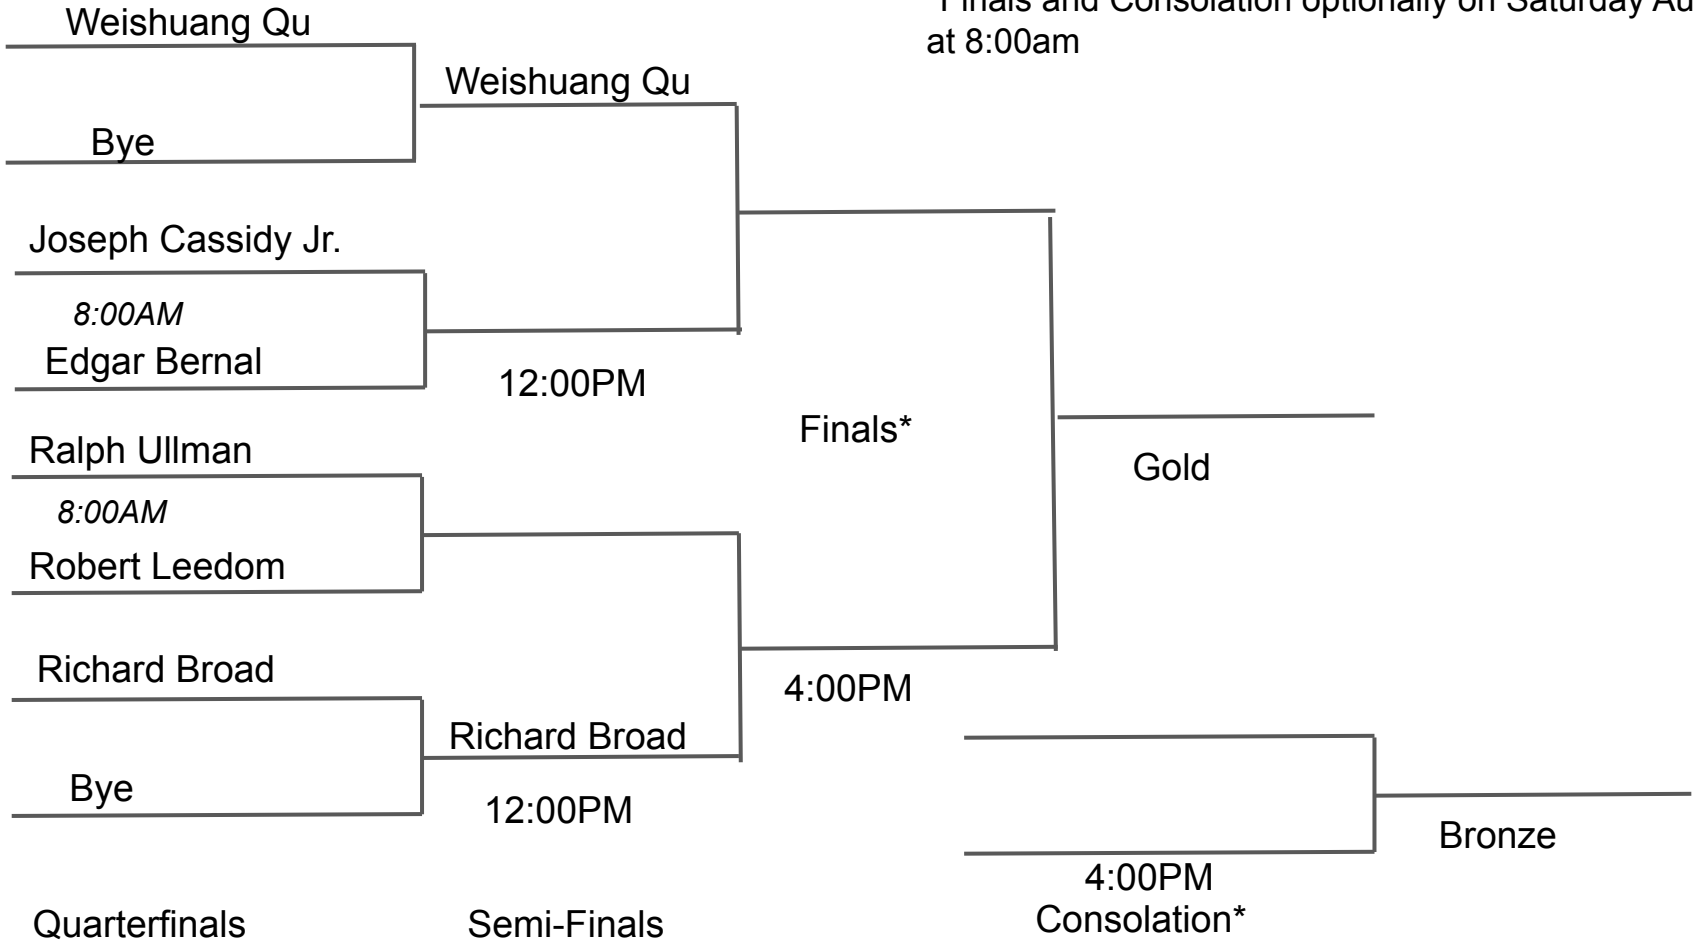 Finals and Consolation optionally on Saturday
at 8:00am
Weishuang Qu
Bye
Weishuang Qu
Joseph Cassidy Jr.
8:00AM
Edgar Bernal
12:00PM
Ralph Ullman
8:00AM
Robert Leedom
Richard Broad
Bye
Richard Broad
12:00PM
Finals*
4:00PM
Gold
4:00PM
Consolation*
Bronze
Quarterfinals
Semi-Finals